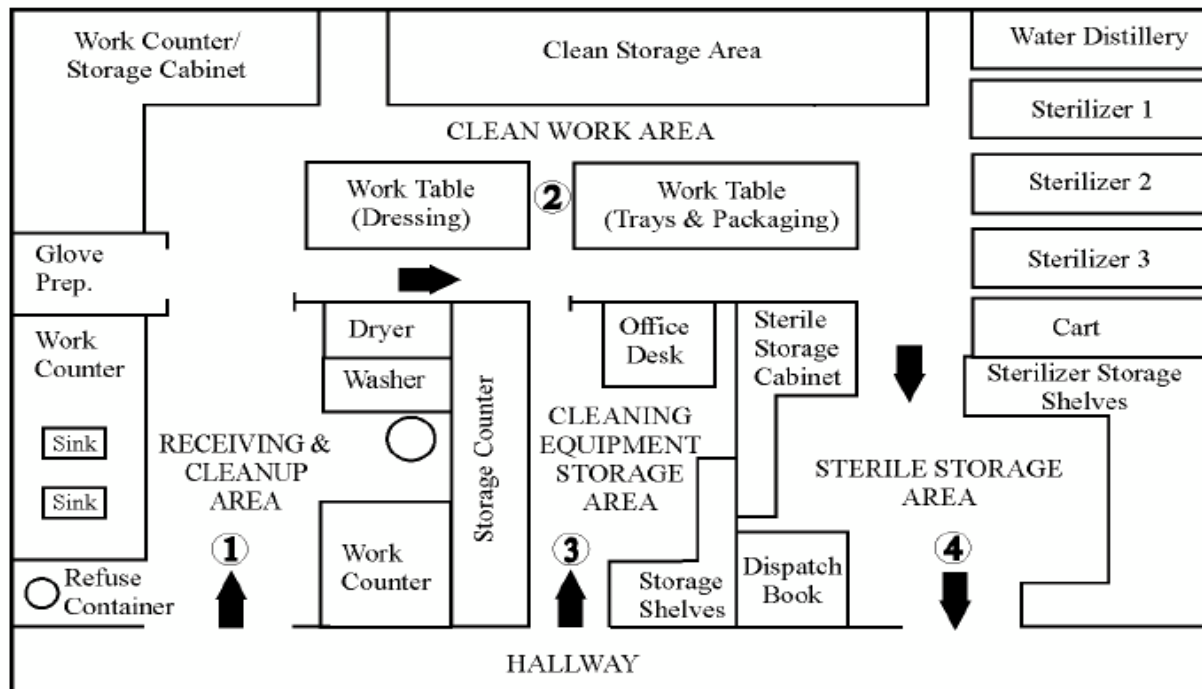 Work Counter/
Storage Cabinet
Clean Storage Area
Water Distillery
Sterilizer 1
CLEAN WORK AREA
Work Table
(Dressing)
2
Work Table
(Trays & Packaging)
Sterilizer 2
Glove
Prep.
Sterilizer 3
Work
Counter
Dryer
Washer
Storage Counter
Office
Desk
Sterile
Storage
Cabinet
Cart
Sterilizer Storage
Shelves
Sink
Sink
RECEIVING &
CLEANUP
AREA
CLEANING
EQUIPMENT
STORAGE
AREA
STERILE STORAGE
AREA
1
3
4
Refuse
Container
Work
Counter
Storage
Shelves
Dispatch
Book
HALLWAY